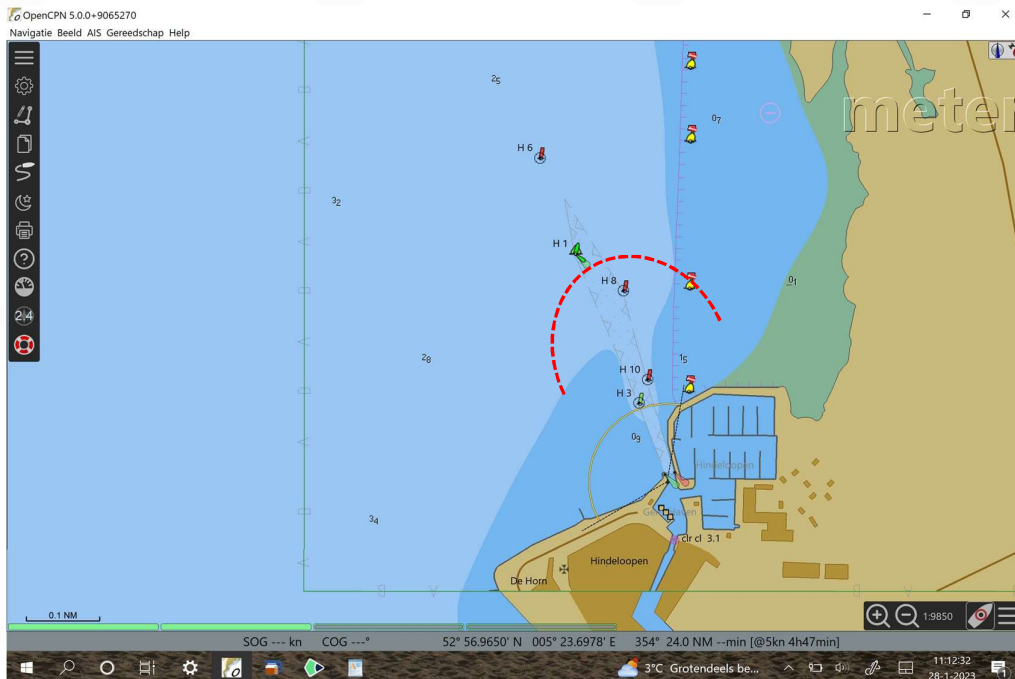 OpenCPN 5.0.0+9065270
Navigatie Beeld AIS Gereedschap Help
2₅
0₇
meter
H 6
3₂
H 1
H 8
0₁
2₈
1₅
H 10
H 3
0₉
Hindeloopen
3₄
clr cl 3.1
Hindeloopen
De Horn
0.1 NM
1:9850
SOG --- kn COG ---° 52° 56.9650' N 005° 23.6978' E 354° 24.0 NM --min [@5kn 4h47min]
3°C Grotendeels be...
11:12:32
28-1-2023